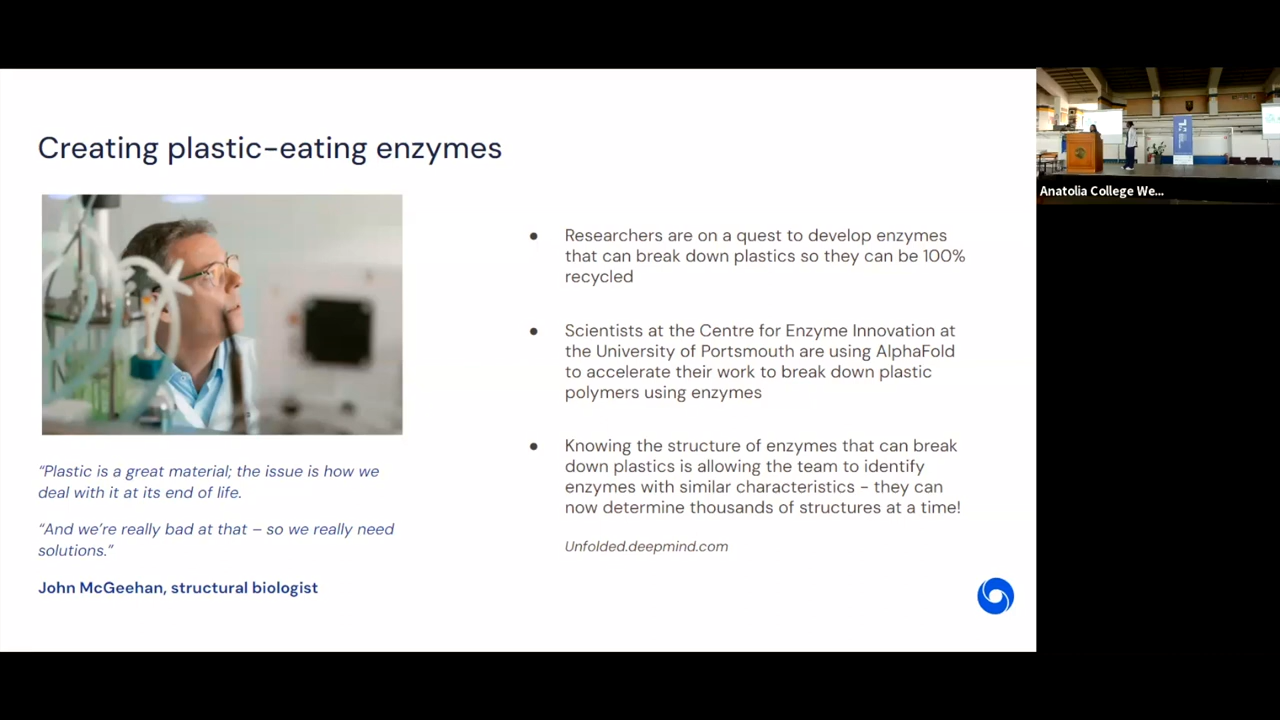 Creating plastic-eating enzymes
“Plastic is a great material; the issue is how we
deal with it at its end of life.
“And we’re really bad at that – so we really need
solutions.”
John McGeehan, structural biologist
● Researchers are on a quest to develop enzymes
that can break down plastics so they can be 100%
recycled
● Scientists at the Centre for Enzyme Innovation at
the University of Portsmouth are using AlphaFold
to accelerate their work to break down plastic
polymers using enzymes
● Knowing the structure of enzymes that can break
down plastics is allowing the team to identify
enzymes with similar characteristics - they can
now determine thousands of structures at a time!
Unfolded.deepmind.com
Anatolia College We...